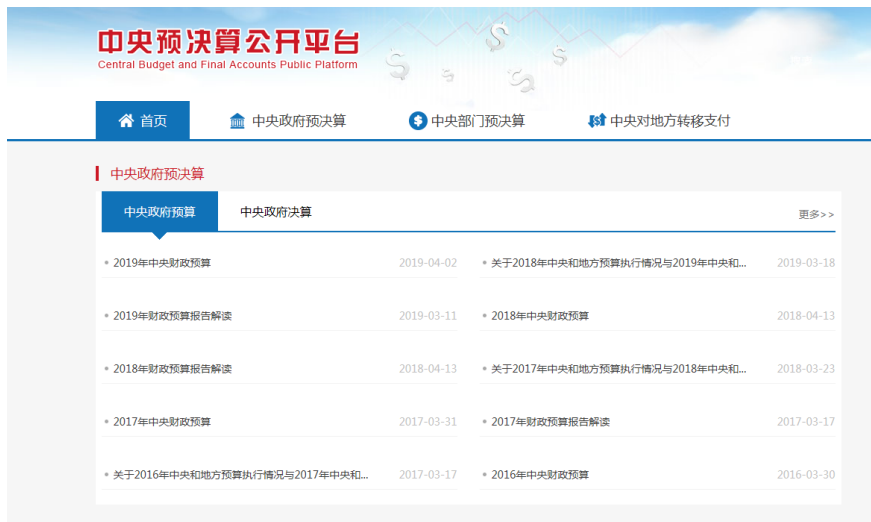 中央预决算公开平台
Central Budget and Final Accounts Public Platform
首页 中央政府预决算 中央部门预决算 中央对地方转移支付
中央政府预决算
中央政府预算 中央政府决算 更多>>
2019年中央财政预算 2019-04-02 关于2018年中央和地方预算执行情况与2019年中央和... 2019-03-18
2019年财政预算报告解读 2019-03-11 2018年中央财政预算 2018-04-13
2018年财政预算报告解读 2018-04-13 关于2017年中央和地方预算执行情况与2018年中央和... 2018-03-23
2017年中央财政预算 2017-03-31 2017年财政预算报告解读 2017-03-17
关于2016年中央和地方预算执行情况与2017年中央和... 2017-03-17 2016年中央财政预算 2016-03-30